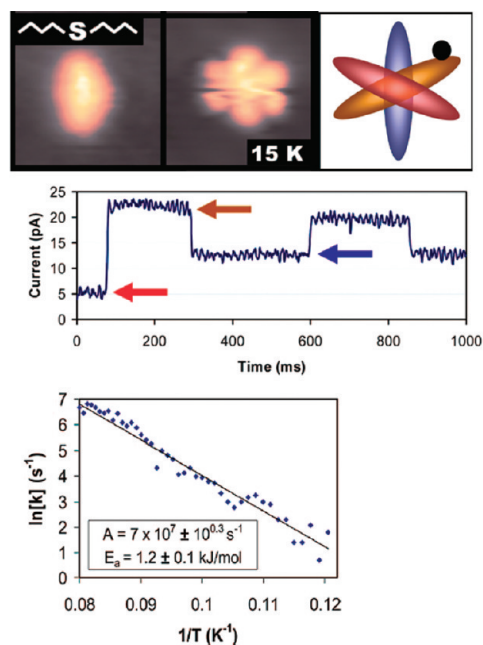 S
15 K
25
20
15
10
5
0
Current (pA)
0 200 400 600 800 1000
Time (ms)
7
6
5
4
3
2
1
0
ln[k] (s⁻¹)
A = 7 x 10⁷ ± 10⁰·³ s⁻¹
Eₐ = 1.2 ± 0.1 kJ/mol
0.08 0.09 0.1 0.11 0.12
1/T (K⁻¹)